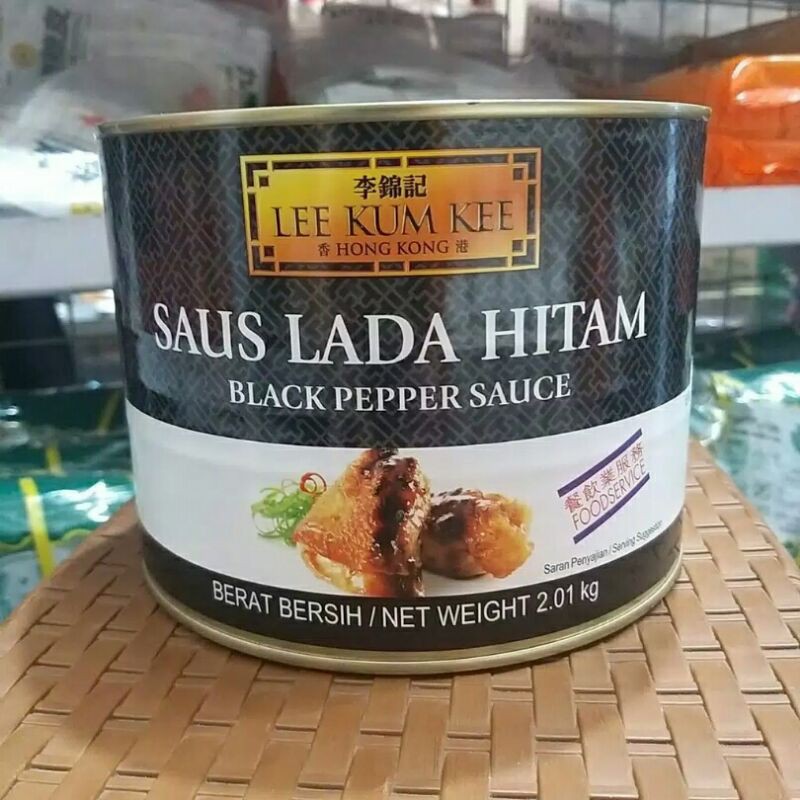 李錦記
LEE KUM KEE
香 HONG KONG 港
SAUS LADA HITAM
BLACK PEPPER SAUCE
餐飲業服務
FOODSERVICE
Saran Penyajian / Serving Suggestion
BERAT BERSIH / NET WEIGHT 2.01 kg